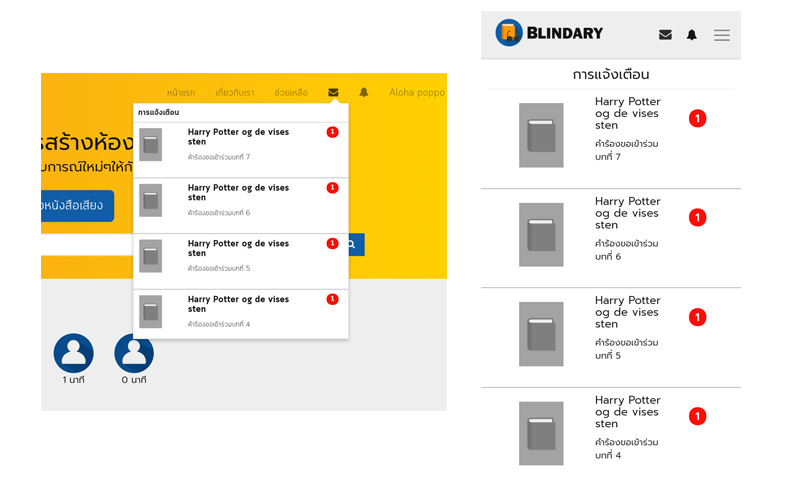 หน้าแรก เกี่ยวกับเรา ช่วยเหลือ Aloha poppo
การแจ้งเตือน
Harry Potter og de vises
sten
1
คำร้องขอเข้าร่วมบทที่ 7
Harry Potter og de vises
sten
1
คำร้องขอเข้าร่วมบทที่ 6
Harry Potter og de vises
sten
1
คำร้องขอเข้าร่วมบทที่ 5
Harry Potter og de vises
sten
1
คำร้องขอเข้าร่วมบทที่ 4
รสร้างห้อง
บการณ์ใหม่ๆให้กั
งหนังสือเสียง
1 นาที
0 นาที
BLINDARY
การแจ้งเตือน
Harry Potter
og de vises
sten
1
คำร้องขอเข้าร่วม
บทที่ 7
Harry Potter
og de vises
sten
1
คำร้องขอเข้าร่วม
บทที่ 6
Harry Potter
og de vises
sten
1
คำร้องขอเข้าร่วม
บทที่ 5
Harry Potter
og de vises
sten
1
คำร้องขอเข้าร่วม
บทที่ 4